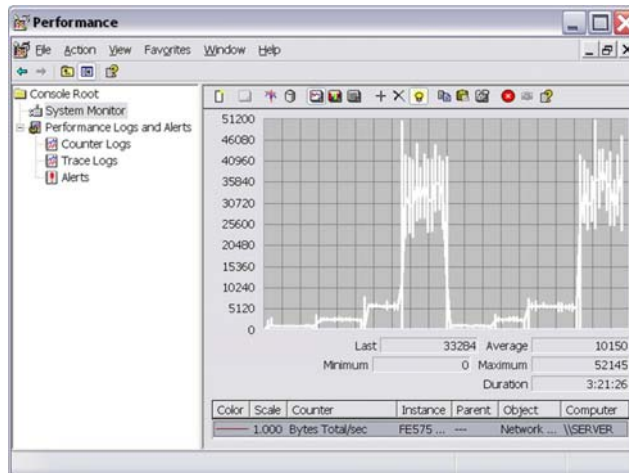 Performance
File Action View Favorites Window Help
Console Root
System Monitor
Performance Logs and Alerts
Counter Logs
Trace Logs
Alerts
51200
46080
40960
35840
30720
25600
20480
15360
10240
5120
0
Last 33284 Average 10150
Minimum 0 Maximum 52145
Duration 3:21:26
Color Scale Counter Instance Parent Object Computer
1.000 Bytes Total/sec FE575 ... --- Network ... \\SERVER